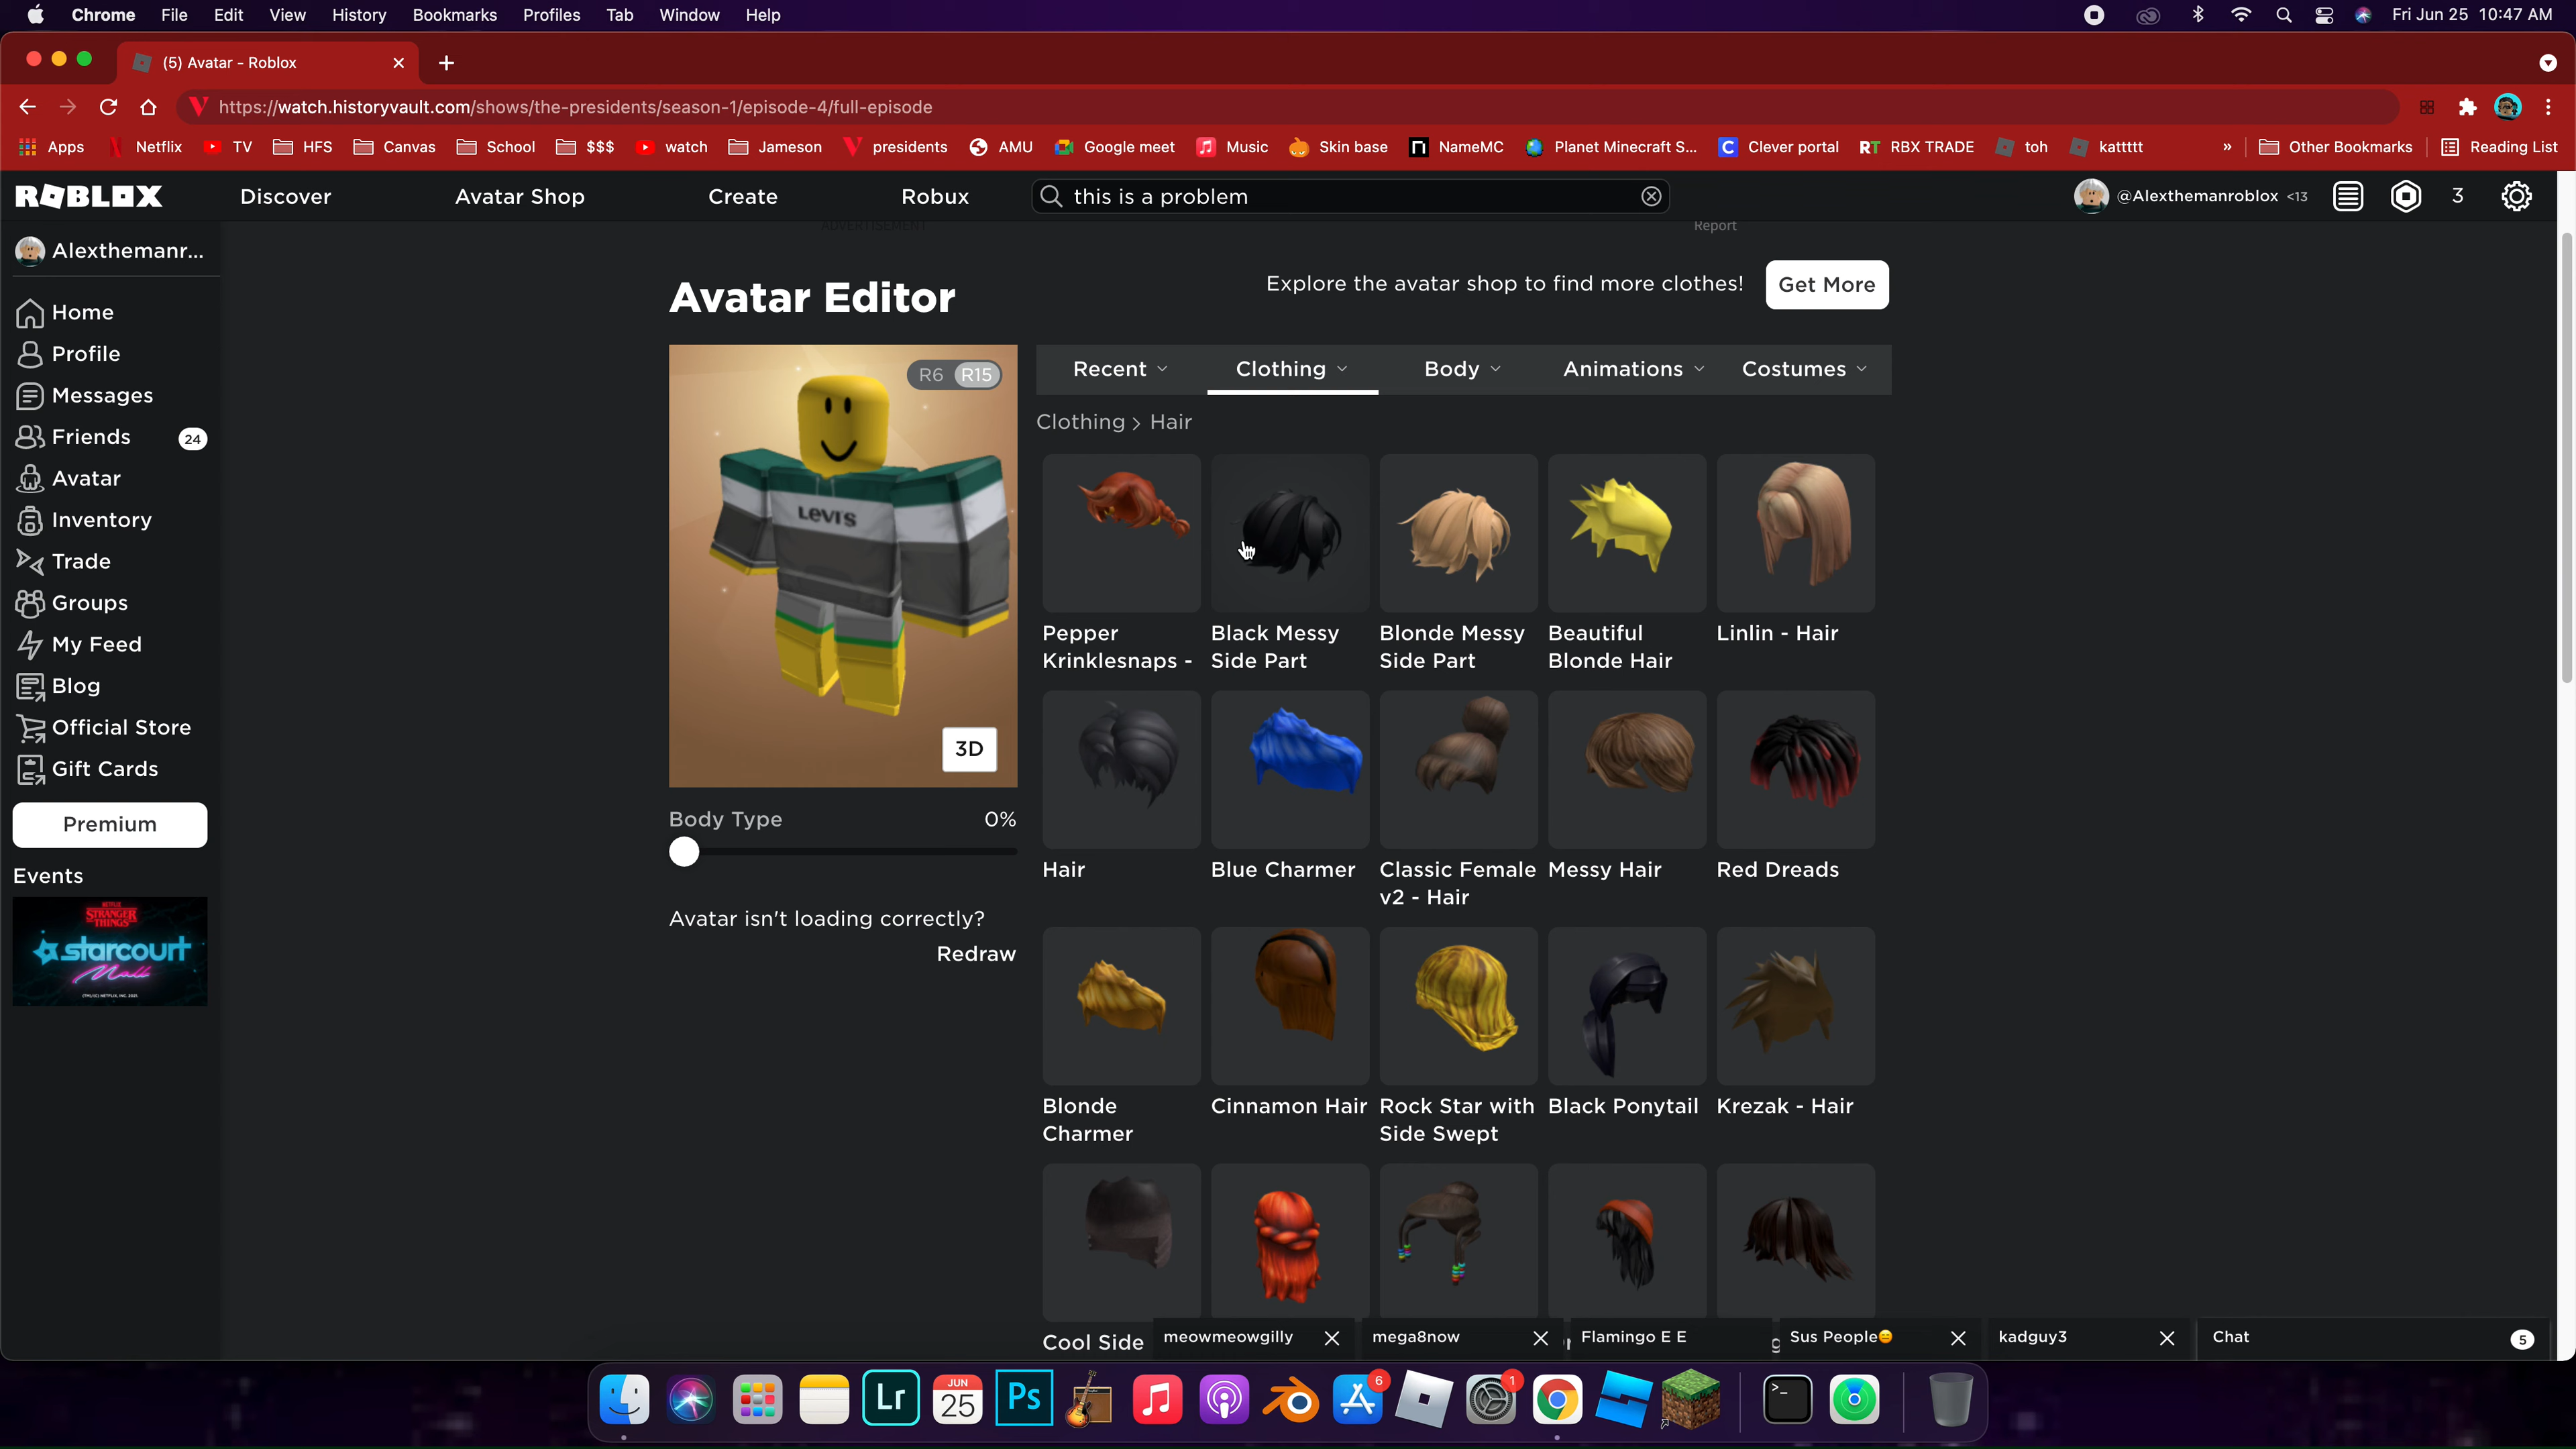 Chrome File Edit View History Bookmarks Profiles Tab Window Help Fri Jun 25 10:47 AM
(5) Avatar - Roblox
https://watch.historyvault.com/shows/the-presidents/season-1/episode-4/full-episode
Apps Netflix TV HFS Canvas School $$$ watch Jameson presidents AMU Google meet Music Skin base NameMC Planet Minecraft S... Clever portal RBX TRADE toh kattttt » Other Bookmarks Reading List
ROBLOX Discover Avatar Shop Create Robux this is a problem @Alexthemanroblox <13 3
ADVERTISEMENT Report
Alexthemanr...
Home
Profile
Messages
Friends 24
Avatar
Inventory
Trade
Groups
My Feed
Blog
Official Store
Gift Cards
Premium
Events
NETFLIX
STRANGER
THINGS
starcourt
Mall
Avatar Editor
Explore the avatar shop to find more clothes! Get More
R6 R15
LEVI'S
3D
Body Type 0%
Avatar isn't loading correctly?
Redraw
Recent Clothing Body Animations Costumes
Clothing > Hair
Pepper Krinklesnaps -
Black Messy Side Part
Blonde Messy Side Part
Beautiful Blonde Hair
Linlin - Hair
Hair
Blue Charmer
Classic Female v2 - Hair
Messy Hair
Red Dreads
Blonde Charmer
Cinnamon Hair
Rock Star with Side Swept
Black Ponytail
Krezak - Hair
Cool Side
meowmeowgilly mega8now Flamingo E E Sus People😊 kadguy3 Chat 5
Lr JUN 25 Ps 6 1